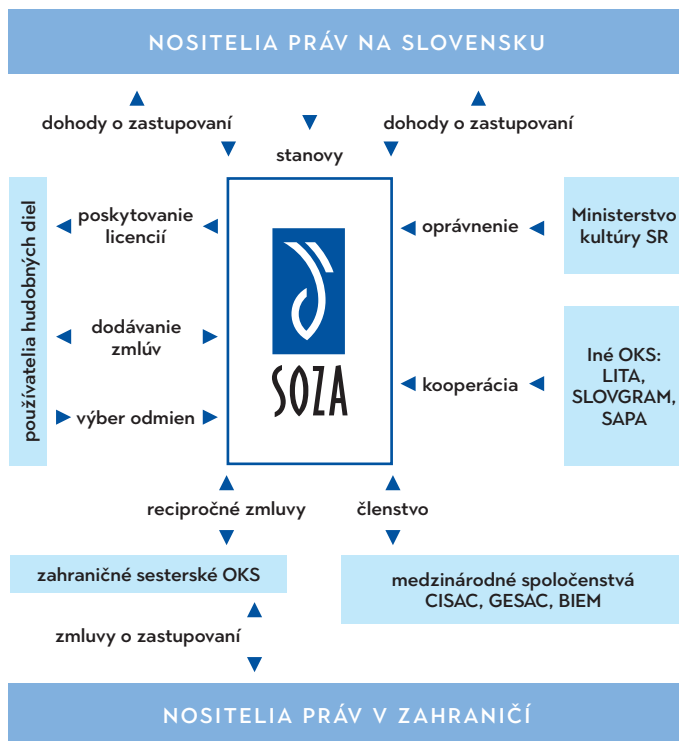 NOSITELIA PRÁV NA SLOVENSKU
dohody o zastupovaní
dohody o zastupovaní
stanovy
používatelia hudobných diel
poskytovanie
licencií
oprávnenie
Ministerstvo
kultúry SR
dodávanie
zmlúv
SOZA
kooperácia
Iné OKS:
LITA,
SLOVGRAM,
SAPA
výber odmien
recipročné zmluvy
členstvo
zahraničné sesterské OKS
medzinárodné spoločenstvá
CISAC, GESAC, BIEM
zmluvy o zastupovaní
NOSITELIA PRÁV V ZAHRANIČÍ